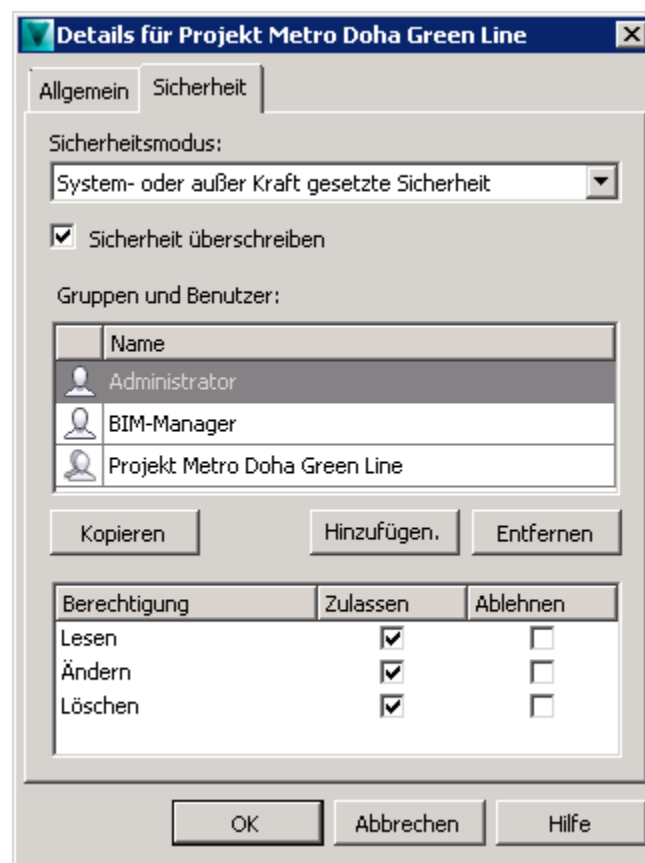 Details für Projekt Metro Doha Green Line
Allgemein Sicherheit
Sicherheitsmodus:
System- oder außer Kraft gesetzte Sicherheit
Sicherheit überschreiben
Gruppen und Benutzer:
Name
Administrator
BIM-Manager
Projekt Metro Doha Green Line
Kopieren Hinzufügen. Entfernen
Berechtigung Zulassen Ablehnen
Lesen
Ändern
Löschen
OK Abbrechen Hilfe